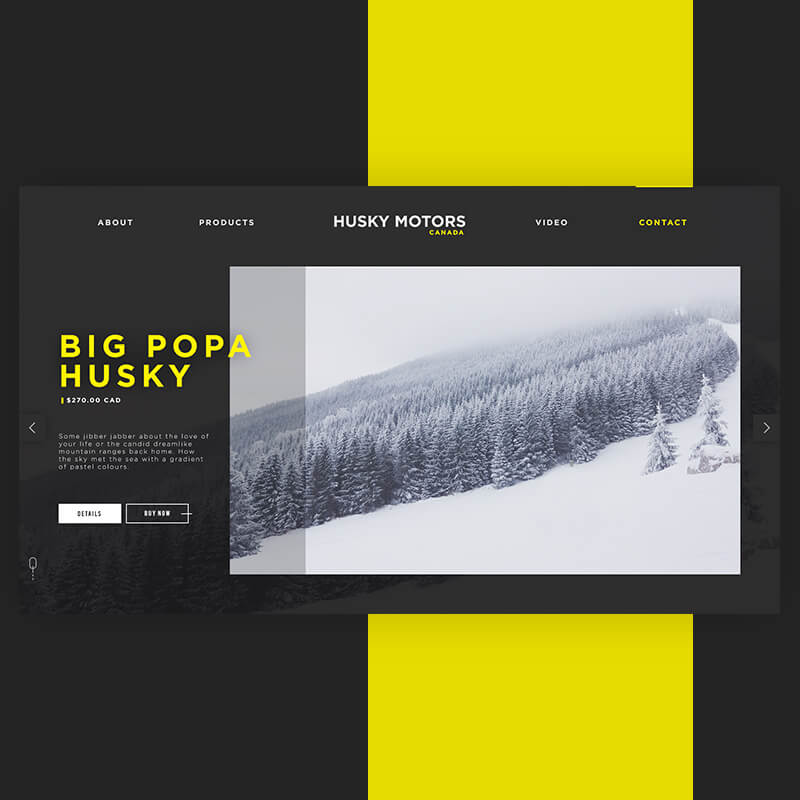 ABOUT PRODUCTS HUSKY MOTORS VIDEO CONTACT
CANADA
BIG POPA
HUSKY
$270.00 CAD
Some jibber jabber about the love of
your life or the candid dreamlike
mountain ranges back home. How
the sky met the sea with a gradient
of pastel colours.
DETAILS BUY NOW